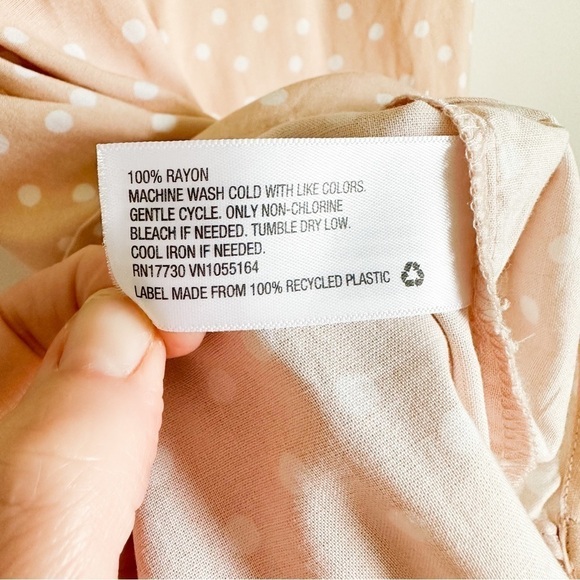 100% RAYON
MACHINE WASH COLD WITH LIKE COLORS.
GENTLE CYCLE. ONLY NON-CHLORINE
BLEACH IF NEEDED. TUMBLE DRY LOW.
COOL IRON IF NEEDED.
RN17730 VN1055164
LABEL MADE FROM 100% RECYCLED PLASTIC